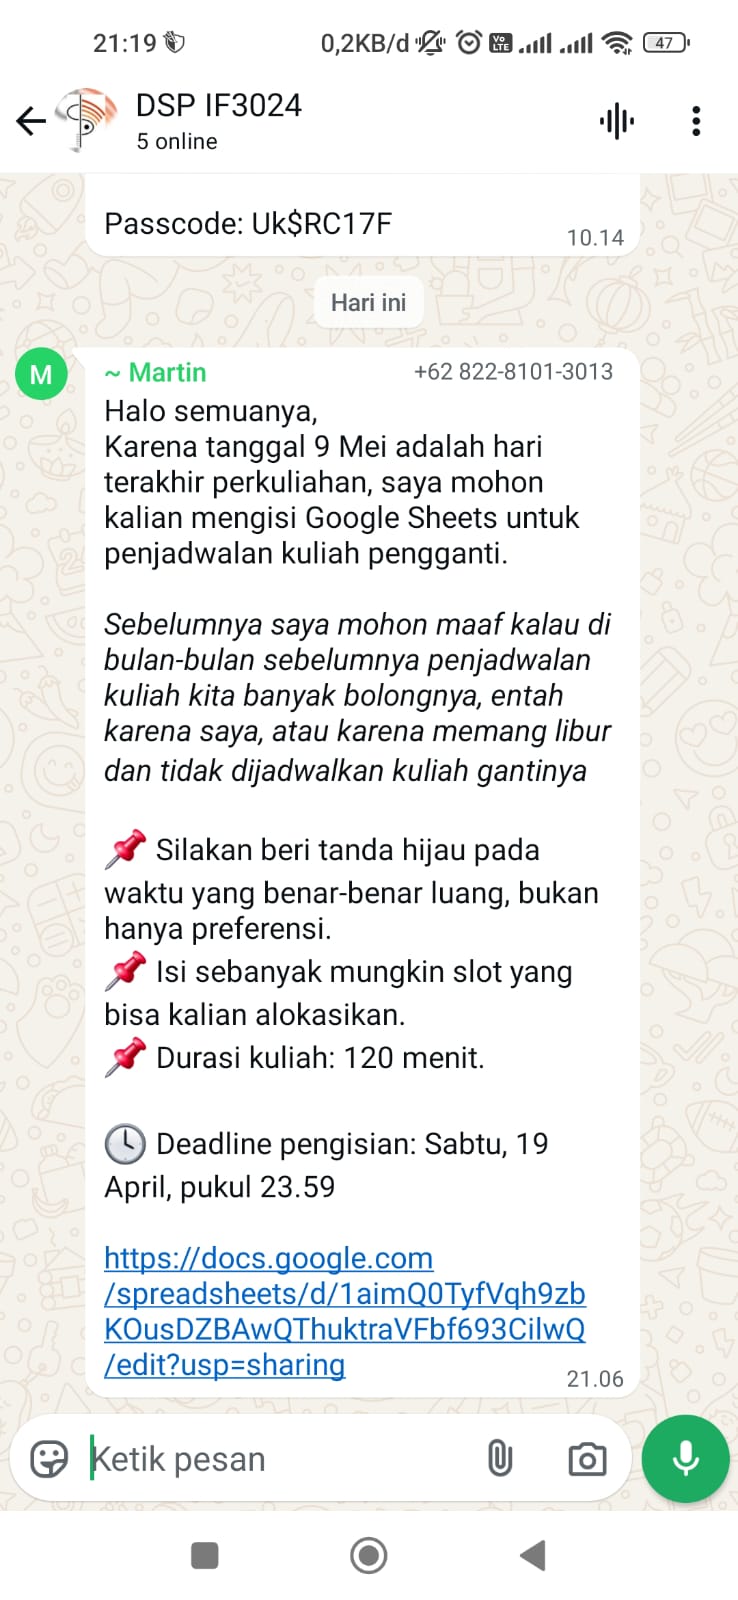 21:19
0,2KB/d
Vo LTE
47
DSP IF3024
5 online
Passcode: Uk$RC17F
10.14
Hari ini
M
~ Martin
+62 822-8101-3013
Halo semuanya,
Karena tanggal 9 Mei adalah hari
terakhir perkuliahan, saya mohon
kalian mengisi Google Sheets untuk
penjadwalan kuliah pengganti.
Sebelumnya saya mohon maaf kalau di
bulan-bulan sebelumnya penjadwalan
kuliah kita banyak bolongnya, entah
karena saya, atau karena memang libur
dan tidak dijadwalkan kuliah gantinya
📌 Silakan beri tanda hijau pada
waktu yang benar-benar luang, bukan
hanya preferensi.
📌 Isi sebanyak mungkin slot yang
bisa kalian alokasikan.
📌 Durasi kuliah: 120 menit.
🕓 Deadline pengisian: Sabtu, 19
April, pukul 23.59
https://docs.google.com
/spreadsheets/d/1aimQ0TyfVqh9zb
KOusDZBAwQThuktraVFbf693CilwQ
/edit?usp=sharing
21.06
Ketik pesan